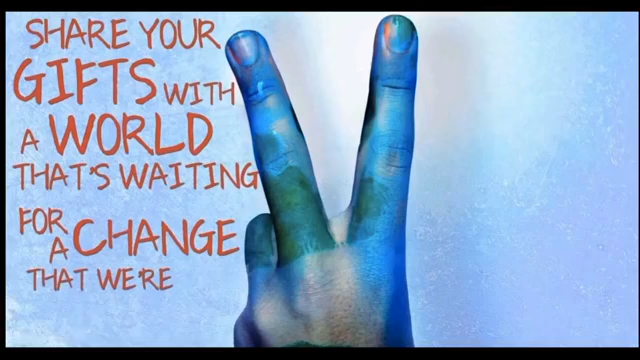 SHARE YOUR
GIFTS WITH
A WORLD
THAT'S WAITING
FOR
A CHANGE
THAT WE'RE